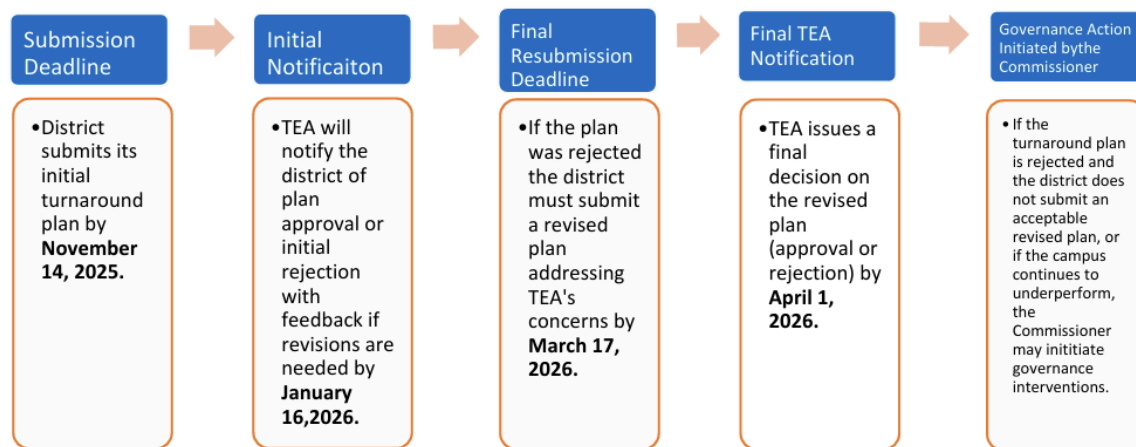 Submission
Deadline
•District
submits its
initial
turnaround
plan by
November
14, 2025.
Initial
Notificaiton
•TEA will
notify the
district of
plan
approval or
initial
rejection
with
feedback if
revisions are
needed by
January
16,2026.
Final
Resubmission
Deadline
•If the plan
was rejected
the district
must submit
a revised
plan
addressing
TEA's
concerns by
March 17,
2026.
Final TEA
Notification
•TEA issues a
final
decision on
the revised
plan
(approval or
rejection) by
April 1,
2026.
Governance Action
Initiated bythe
Commissioner
•If the
turnaround plan
is rejected and
the district does
not submit an
acceptable
revised plan, or
if the campus
continues to
underperform,
the
Commissioner
may inititiate
governance
interventions.